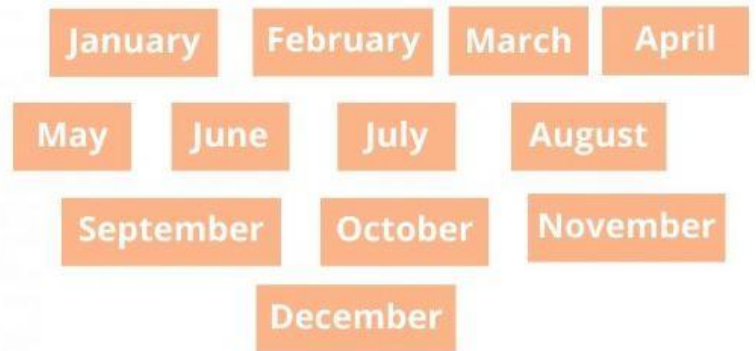 January February March April
May June July August
September October November
December